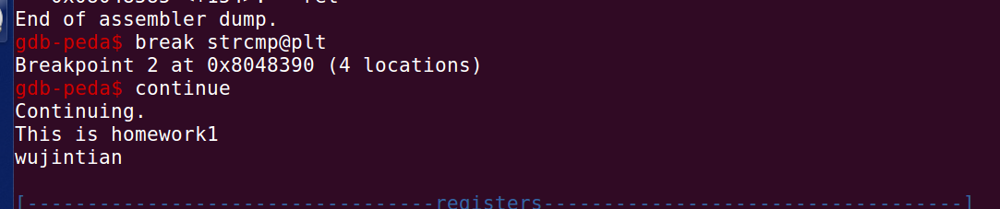 End of assembler dump.
gdb-peda$ break strcmp@plt
Breakpoint 2 at 0x8048390 (4 locations)
gdb-peda$ continue
Continuing.
This is homework1
wujintian
[----------------------------------registers-----------------------------------]